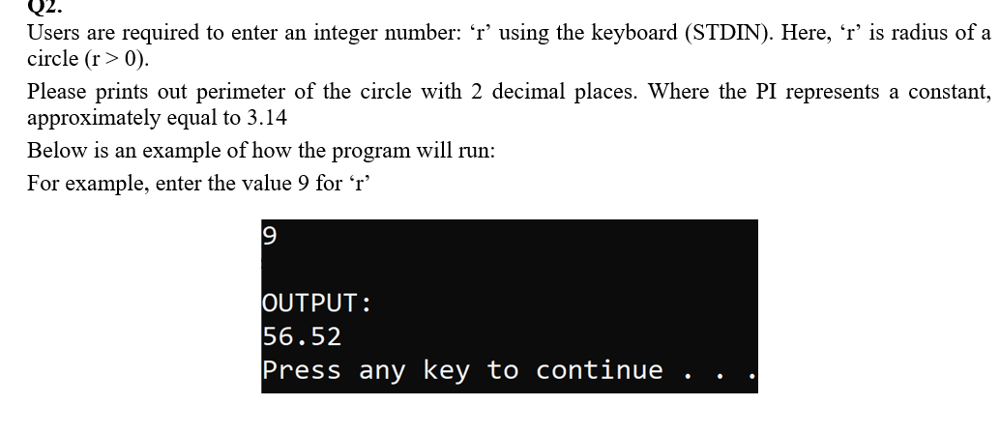 Q2.
Users are required to enter an integer number: ‘r’ using the keyboard (STDIN). Here, ‘r’ is radius of a
circle (r > 0).
Please prints out perimeter of the circle with 2 decimal places. Where the PI represents a constant,
approximately equal to 3.14
Below is an example of how the program will run:
For example, enter the value 9 for ‘r’
9
OUTPUT:
56.52
Press any key to continue . . .